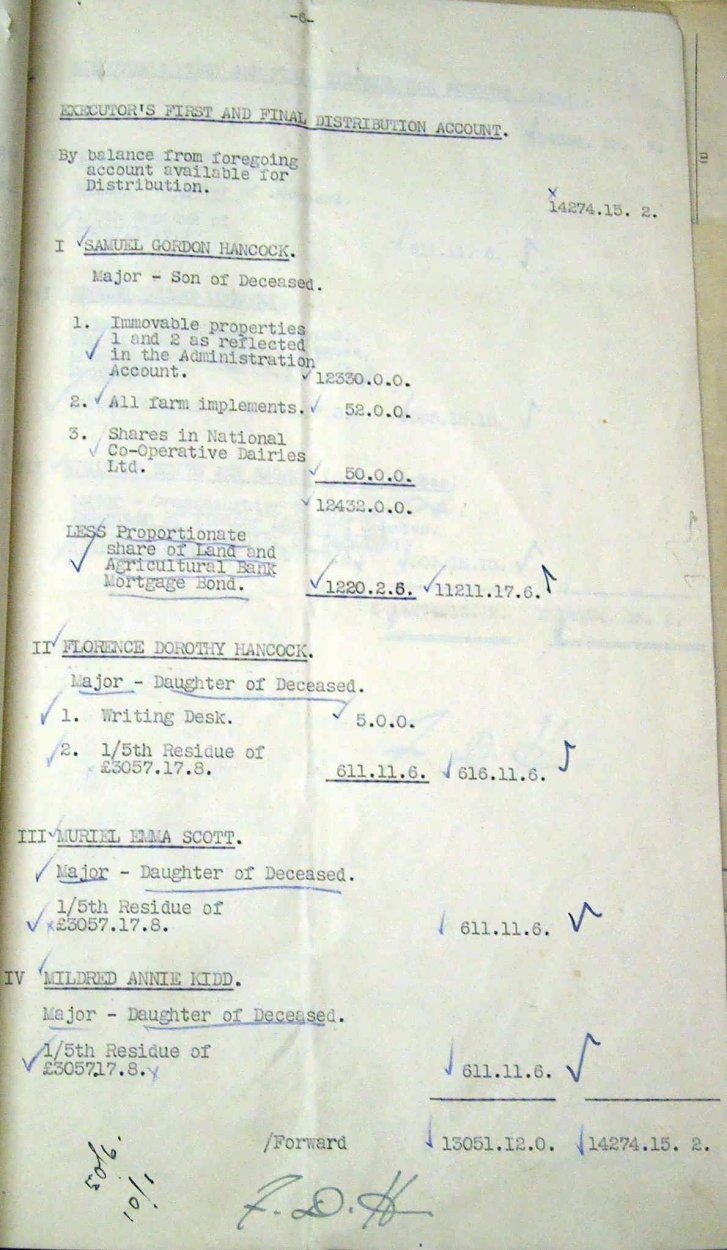 -6-
EXECUTOR'S FIRST AND FINAL DISTRIBUTION ACCOUNT.
By balance from foregoing
account available for
Distribution.
14274.15. 2.
I SAMUEL GORDON HANCOCK.
Major - Son of Deceased.
1. Immovable properties
1 and 2 as reflected
in the Administration
Account. 12330.0.0.
2. All farm implements. 52.0.0.
3. Shares in National
Co-Operative Dairies
Ltd. 50.0.0.
12432.0.0.
LESS Proportionate
share of Land and
Agricultural Bank
Mortgage Bond. 1220.2.6. 11211.17.6.
II FLORENCE DOROTHY HANCOCK.
Major - Daughter of Deceased.
1. Writing Desk. 5.0.0.
2. 1/5th Residue of
£3057.17.8. 611.11.6. 616.11.6.
III MURIEL EMMA SCOTT.
Major - Daughter of Deceased.
1/5th Residue of
£3057.17.8. 611.11.6.
IV MILDRED ANNIE KIDD.
Major - Daughter of Deceased.
1/5th Residue of
£305717.8. 611.11.6.
/Forward 13051.12.0. 14274.15. 2.
F.D.H